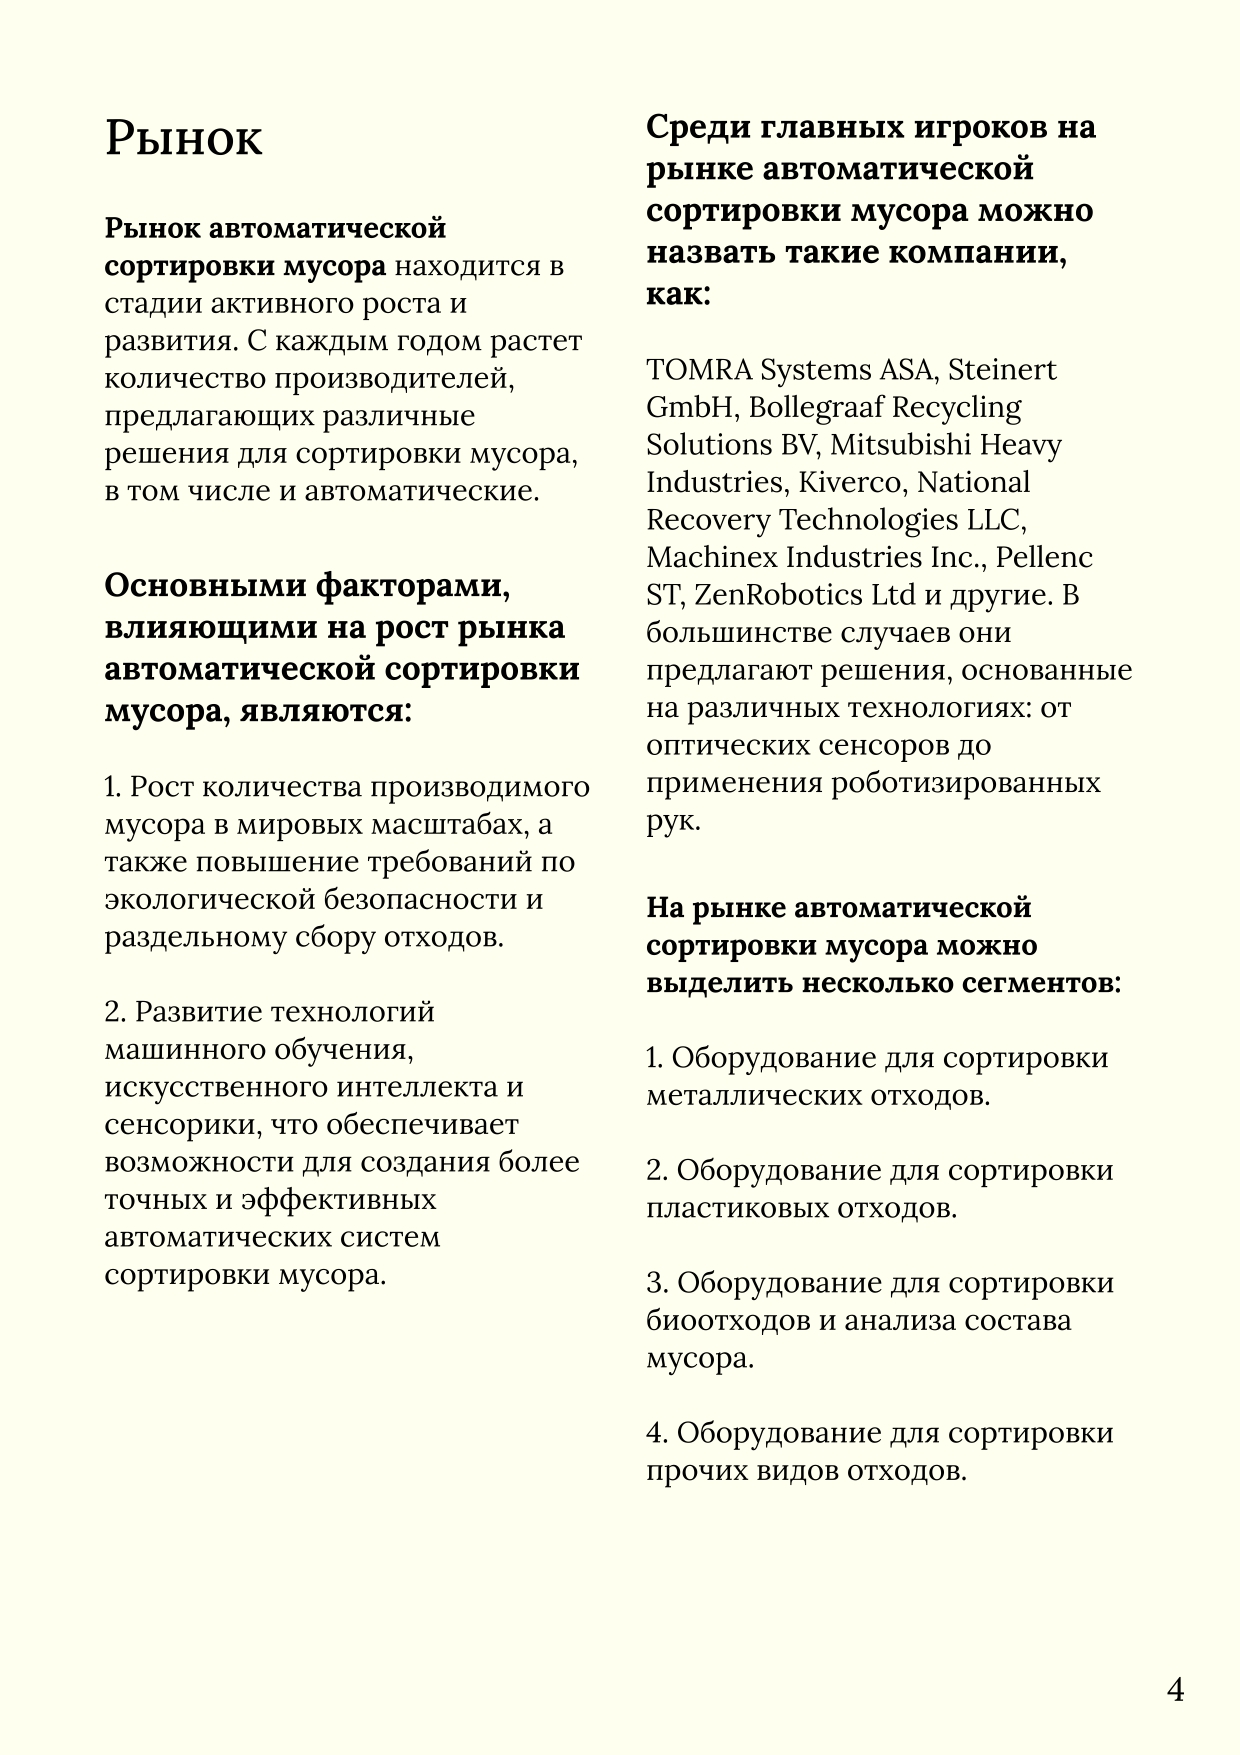 Рынок
Рынок автоматической
сортировки мусора находится в
стадии активного роста и
развития. С каждым годом растет
количество производителей,
предлагающих различные
решения для сортировки мусора,
в том числе и автоматические.
Основными факторами,
влияющими на рост рынка
автоматической сортировки
мусора, являются:
1. Рост количества производимого
мусора в мировых масштабах, а
также повышение требований по
экологической безопасности и
раздельному сбору отходов.
2. Развитие технологий
машинного обучения,
искусственного интеллекта и
сенсорики, что обеспечивает
возможности для создания более
точных и эффективных
автоматических систем
сортировки мусора.
Среди главных игроков на
рынке автоматической
сортировки мусора можно
назвать такие компании,
как:
TOMRA Systems ASA, Steinert
GmbH, Bollegraaf Recycling
Solutions BV, Mitsubishi Heavy
Industries, Kiverco, National
Recovery Technologies LLC,
Machinex Industries Inc., Pellenc
ST, ZenRobotics Ltd и другие. В
большинстве случаев они
предлагают решения, основанные
на различных технологиях: от
оптических сенсоров до
применения роботизированных
рук.
На рынке автоматической
сортировки мусора можно
выделить несколько сегментов:
1. Оборудование для сортировки
металлических отходов.
2. Оборудование для сортировки
пластиковых отходов.
3. Оборудование для сортировки
биоотходов и анализа состава
мусора.
4. Оборудование для сортировки
прочих видов отходов.
4